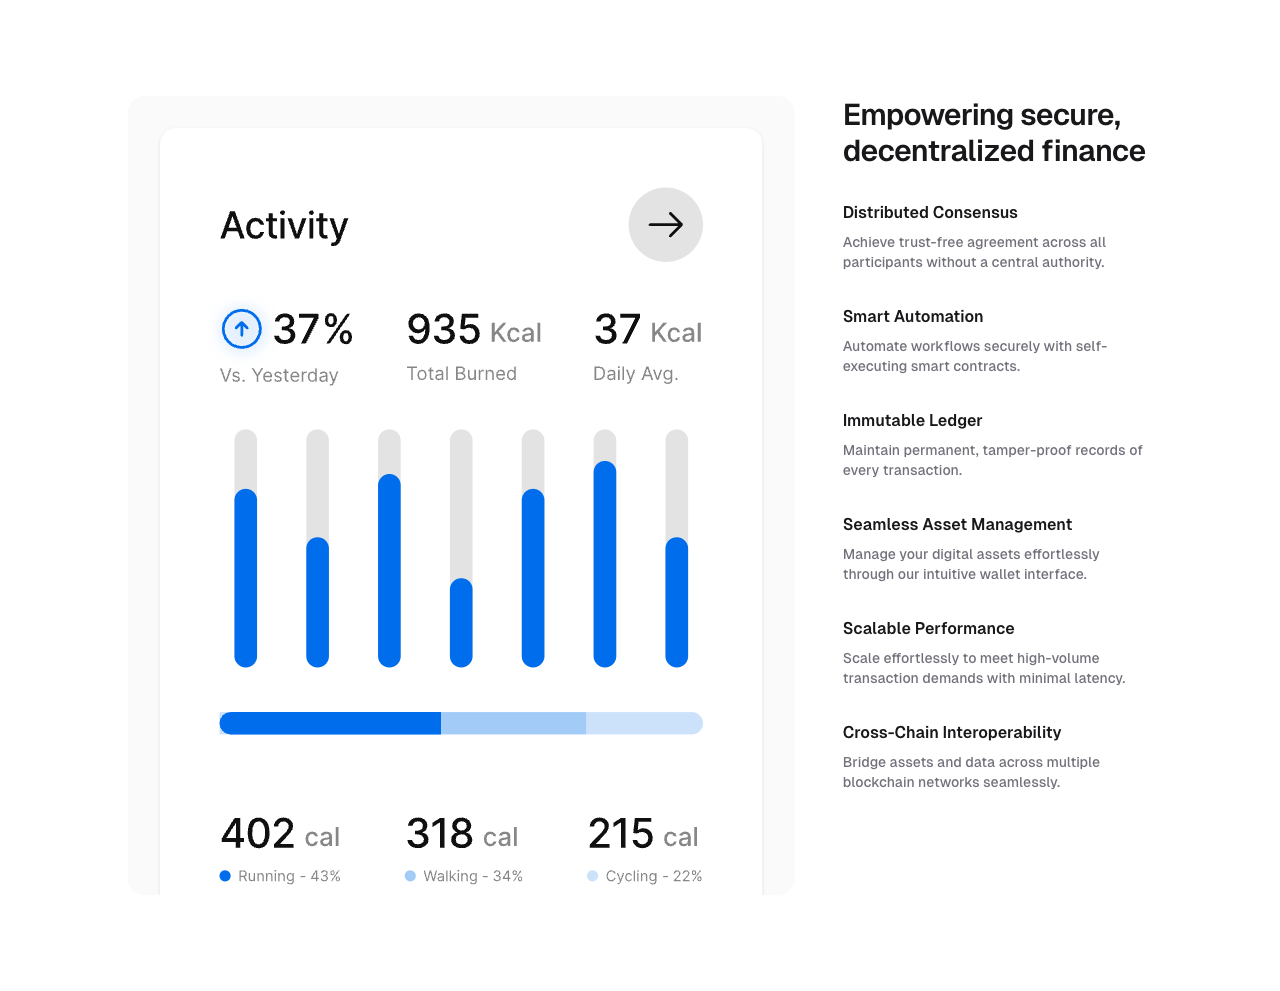 Activity
37%
Vs. Yesterday
935 Kcal
Total Burned
37 Kcal
Daily Avg.
402 cal
Running - 43%
318 cal
Walking - 34%
215 cal
Cycling - 22%
Empowering secure,
decentralized finance
Distributed Consensus
Achieve trust-free agreement across all
participants without a central authority.
Smart Automation
Automate workflows securely with self-
executing smart contracts.
Immutable Ledger
Maintain permanent, tamper-proof records of
every transaction.
Seamless Asset Management
Manage your digital assets effortlessly
through our intuitive wallet interface.
Scalable Performance
Scale effortlessly to meet high-volume
transaction demands with minimal latency.
Cross-Chain Interoperability
Bridge assets and data across multiple
blockchain networks seamlessly.